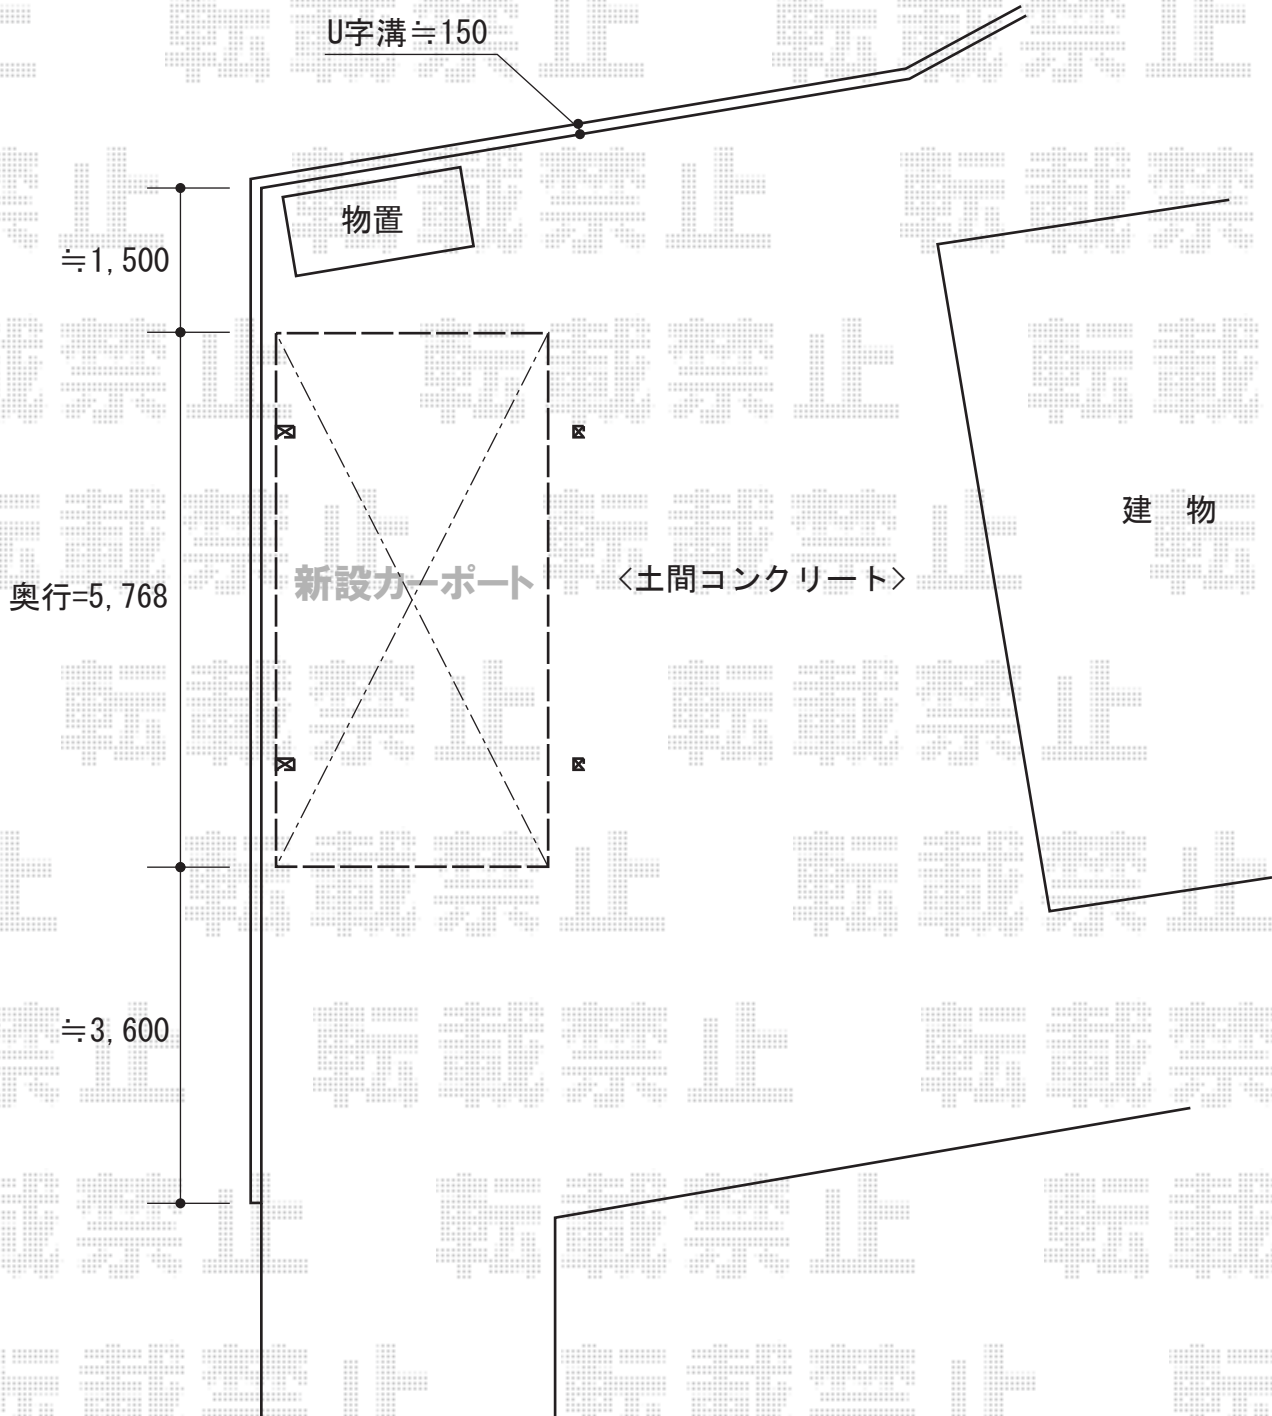 U字溝≒150
物置
≒1,500
建　物
新設カーポート
<土間コンクリート>
奥行=5,768
≒3,600
転載禁止